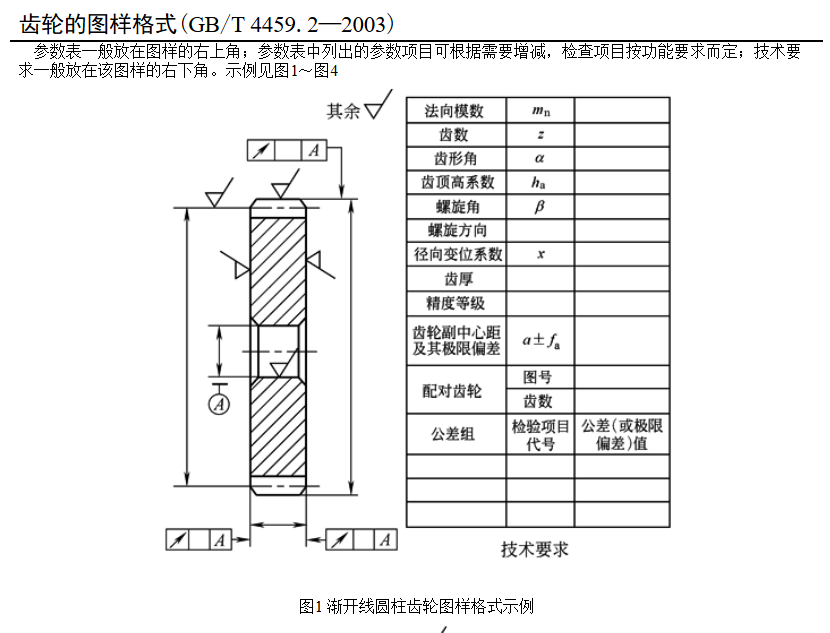 齿轮的图样格式(GB/T 4459.2—2003)
参数表一般放在图样的右上角；参数表中列出的参数项目可根据需要增减，检查项目按功能要求而定；技术要
求一般放在该图样的右下角。示例见图1～图4
其余
A
A
A
A
法向模数 mn
齿数 z
齿形角 α
齿顶高系数 ha
螺旋角 β
螺旋方向
径向变位系数 x
齿厚
精度等级
齿轮副中心距
及其极限偏差
a±fa
配对齿轮
图号
齿数
公差组
检验项目
代号
公差(或极限
偏差)值
技术要求
图1 渐开线圆柱齿轮图样格式示例